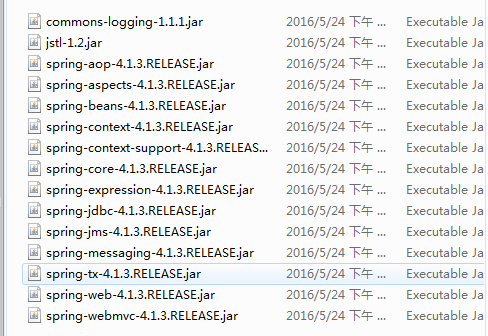 commons-logging-1.1.1.jar 2016/5/24 下午 ... Executable Ja
jstl-1.2.jar 2016/5/24 下午 ... Executable Ja
spring-aop-4.1.3.RELEASE.jar 2016/5/24 下午 ... Executable Ja
spring-aspects-4.1.3.RELEASE.jar 2016/5/24 下午 ... Executable Ja
spring-beans-4.1.3.RELEASE.jar 2016/5/24 下午 ... Executable Ja
spring-context-4.1.3.RELEASE.jar 2016/5/24 下午 ... Executable Ja
spring-context-support-4.1.3.RELEAS... 2016/5/24 下午 ... Executable Ja
spring-core-4.1.3.RELEASE.jar 2016/5/24 下午 ... Executable Ja
spring-expression-4.1.3.RELEASE.jar 2016/5/24 下午 ... Executable Ja
spring-jdbc-4.1.3.RELEASE.jar 2016/5/24 下午 ... Executable Ja
spring-jms-4.1.3.RELEASE.jar 2016/5/24 下午 ... Executable Ja
spring-messaging-4.1.3.RELEASE.jar 2016/5/24 下午 ... Executable Ja
spring-tx-4.1.3.RELEASE.jar 2016/5/24 下午 ... Executable Ja
spring-web-4.1.3.RELEASE.jar 2016/5/24 下午 ... Executable Ja
spring-webmvc-4.1.3.RELEASE.jar 2016/5/24 下午 ... Executable Ja